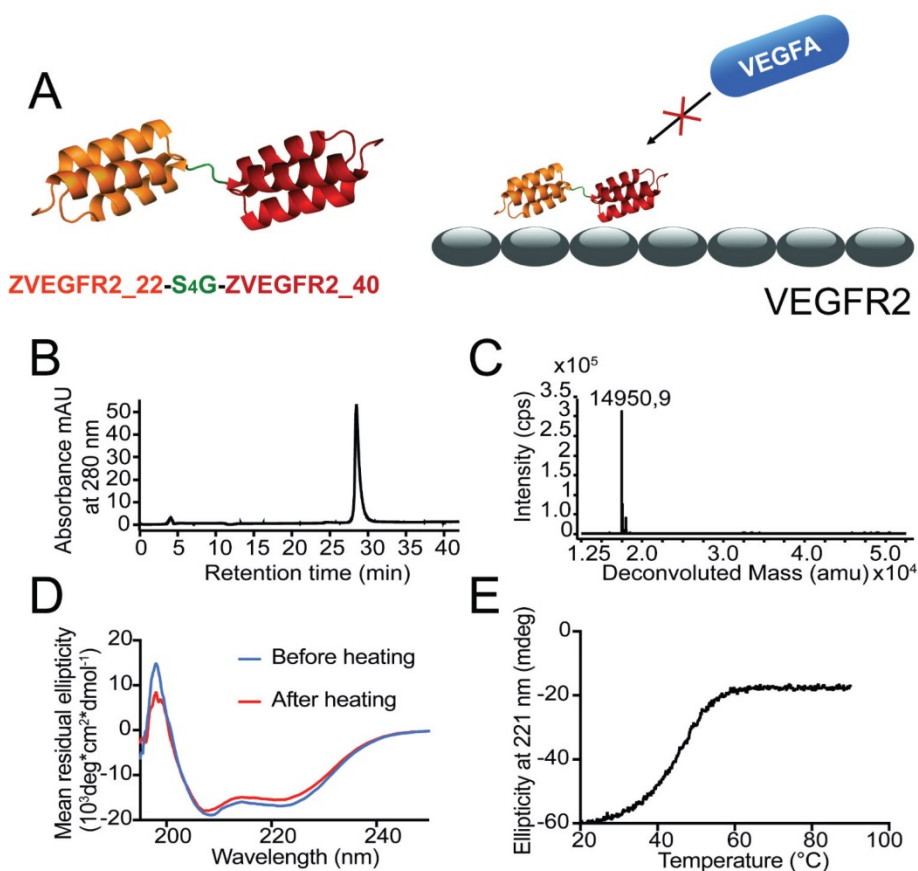 A
VEGFA
ZVEGFR2_22-S4G-ZVEGFR2_40
VEGFR2
B
Absorbance mAU
at 280 nm
50
40
30
20
10
0
0 5 10 15 20 25 30 35 40
Retention time (min)
C
x10⁵
Intensity (cps)
3.5
3
2.5
2
1.5
1.0
5
0
14950,9
1.25 2.0 3.0 4.0 5.0
Deconvoluted Mass (amu) x10⁴
D
Mean residual ellipticity
(10³deg*cm²*dmol⁻¹)
20
10
0
-10
-20
Before heating
After heating
200 220 240
Wavelength (nm)
E
Ellipticity at 221 nm (mdeg)
0
-20
-40
-60
20 40 60 80 100
Temperature (°C)